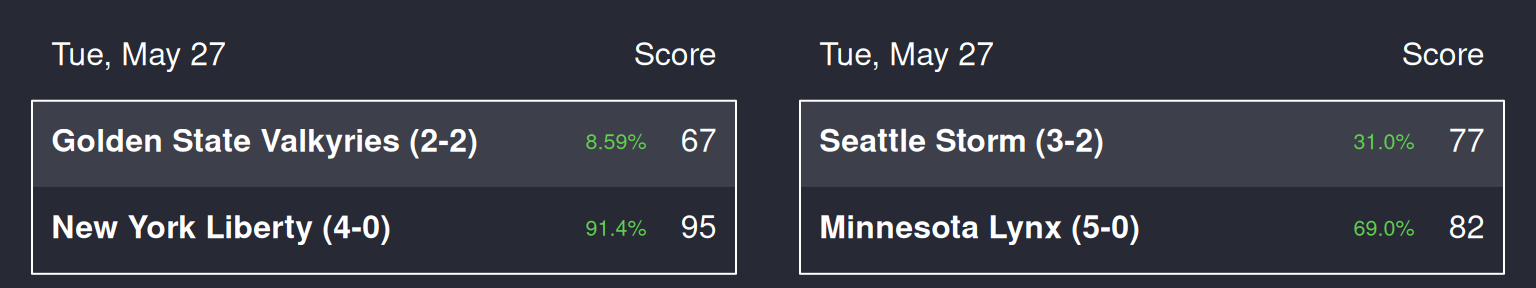 Tue, May 27 Score
Golden State Valkyries (2-2) 8.59% 67
New York Liberty (4-0) 91.4% 95
Tue, May 27 Score
Seattle Storm (3-2) 31.0% 77
Minnesota Lynx (5-0) 69.0% 82